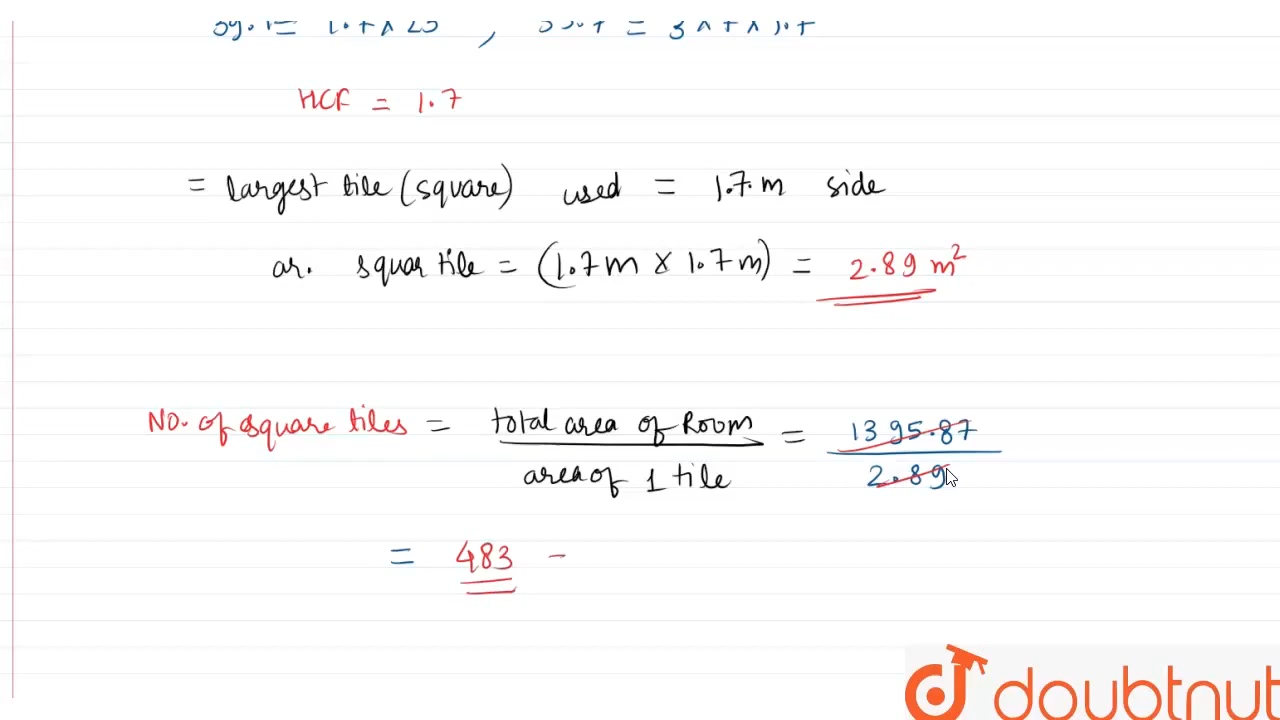 HCF = 1.7
= largest tile (square) used = 1.7 m side
ar. squar tile = (1.7 m × 1.7 m) = 2.89 m²
No. of square tiles = total area of Room / area of 1 tile = 1395.87 / 2.89
= 483 -
doubtnut